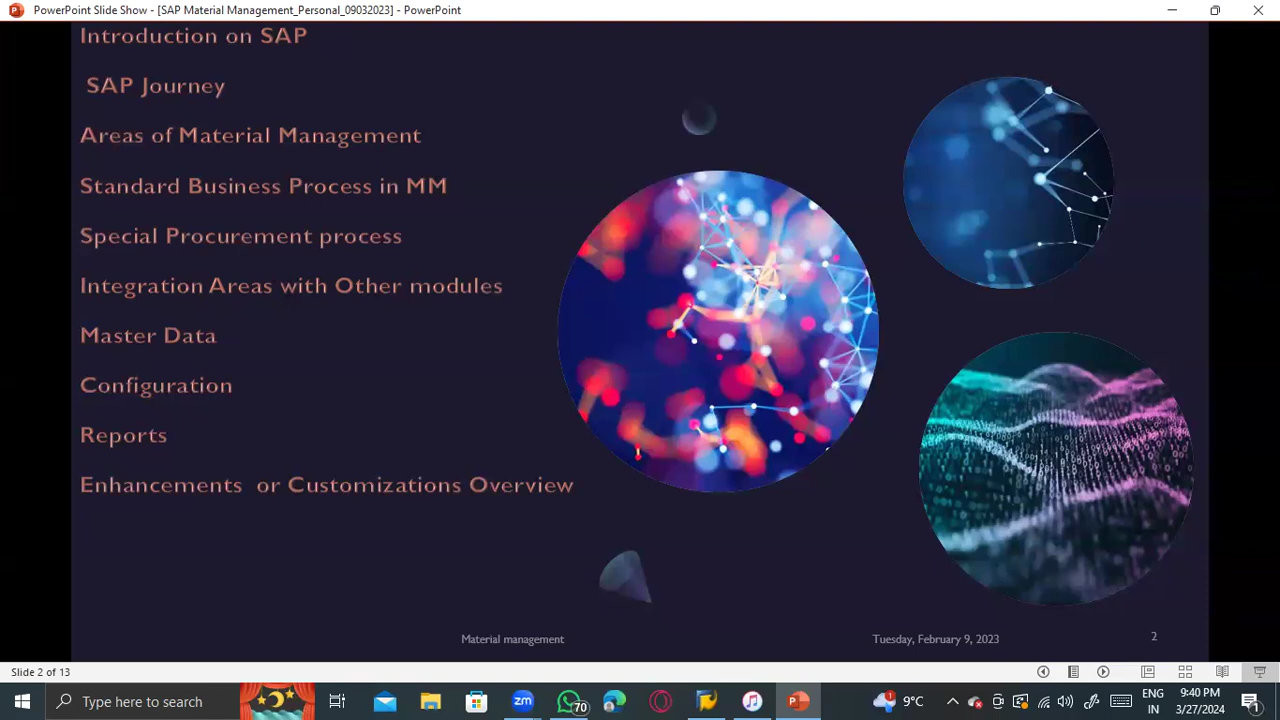 PowerPoint Slide Show - [SAP Material Management_Personal_09032023] - PowerPoint
Introduction on SAP
SAP Journey
Areas of Material Management
Standard Business Process in MM
Special Procurement process
Integration Areas with Other modules
Master Data
Configuration
Reports
Enhancements or Customizations Overview
Material management
Tuesday, February 9, 2023
2
Slide 2 of 13
Type here to search
zm
70
1
9°C
ENG
IN
9:40 PM
3/27/2024
1